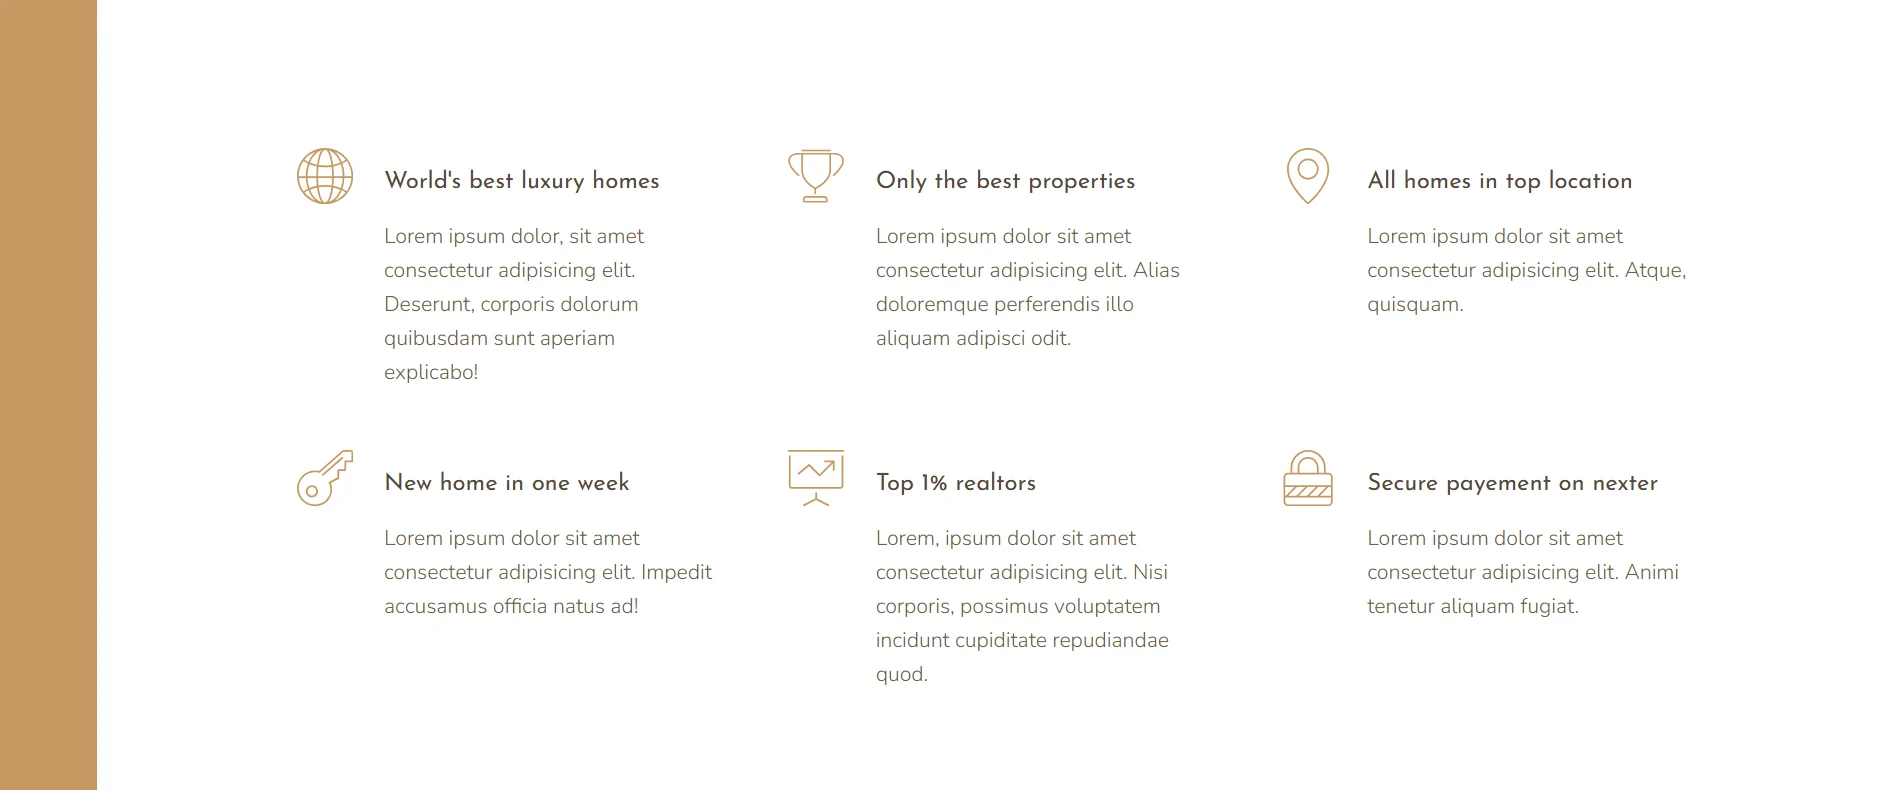 World's best luxury homes
Lorem ipsum dolor, sit amet
consectetur adipisicing elit.
Deserunt, corporis dolorum
quibusdam sunt aperiam
explicabo!
Only the best properties
Lorem ipsum dolor sit amet
consectetur adipisicing elit. Alias
doloremque perferendis illo
aliquam adipisci odit.
All homes in top location
Lorem ipsum dolor sit amet
consectetur adipisicing elit. Atque,
quisquam.
New home in one week
Lorem ipsum dolor sit amet
consectetur adipisicing elit. Impedit
accusamus officia natus ad!
Top 1% realtors
Lorem, ipsum dolor sit amet
consectetur adipisicing elit. Nisi
corporis, possimus voluptatem
incidunt cupiditate repudiandae
quod.
Secure payement on nexter
Lorem ipsum dolor sit amet
consectetur adipisicing elit. Animi
tenetur aliquam fugiat.